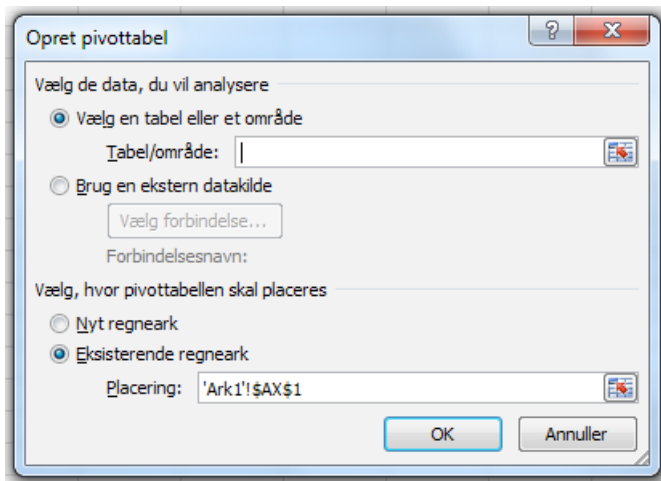 Opret pivottabel
Vælg de data, du vil analysere
Vælg en tabel eller et område
Tabel/område:
Brug en ekstern datakilde
Vælg forbindelse...
Forbindelsesnavn:
Vælg, hvor pivottabellen skal placeres
Nyt regneark
Eksisterende regneark
Placering: 'Ark1'!$AX$1
OK Annuller